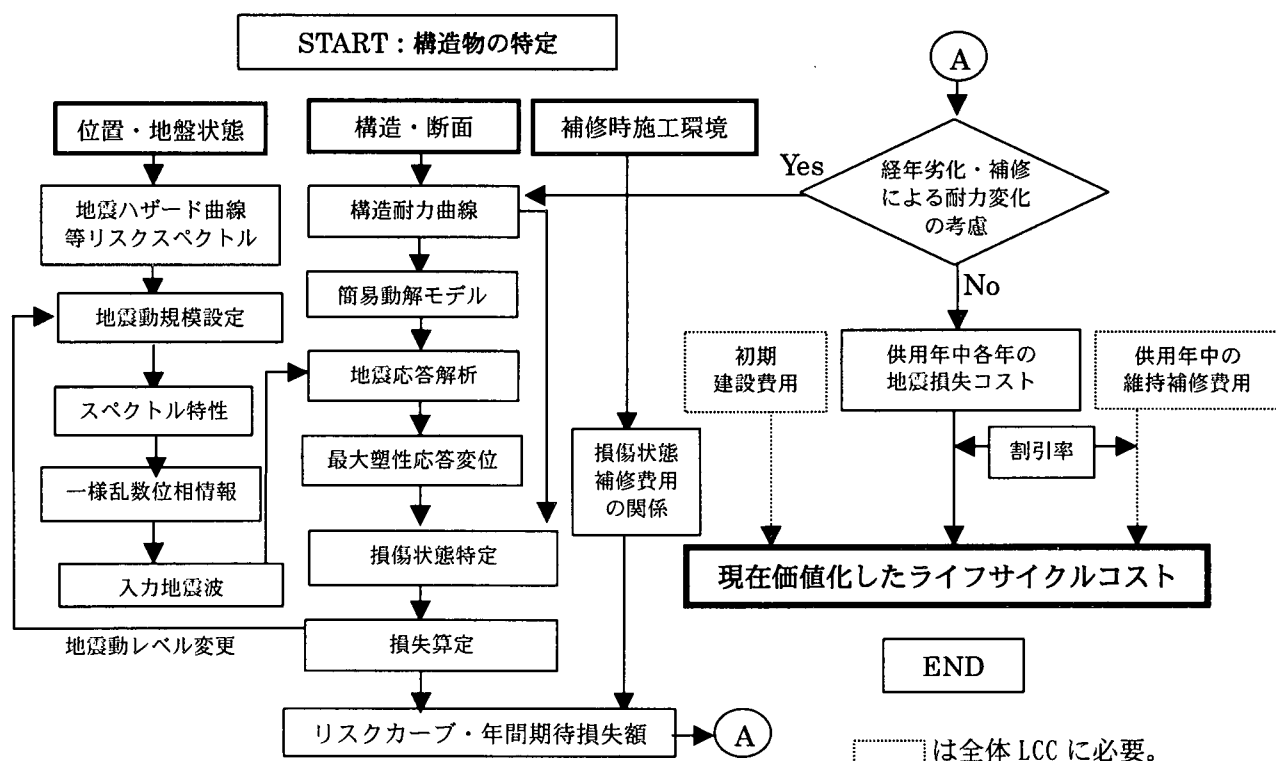 START：構造物の特定
位置・地盤状態
地震ハザード曲線
等リスクスペクトル
地震動規模設定
スペクトル特性
一様乱数位相情報
入力地震波
地震動レベル変更
構造・断面
構造耐力曲線
簡易動解モデル
地震応答解析
最大塑性応答変位
損傷状態特定
損失算定
補修時施工環境
損傷状態
補修費用
の関係
リスクカーブ・年間期待損失額
A
A
経年劣化・補修
による耐力変化
の考慮
Yes
No
初期
建設費用
供用年中各年の
地震損失コスト
供用年中の
維持補修費用
割引率
現在価値化したライフサイクルコスト
END
は全体 LCC に必要。